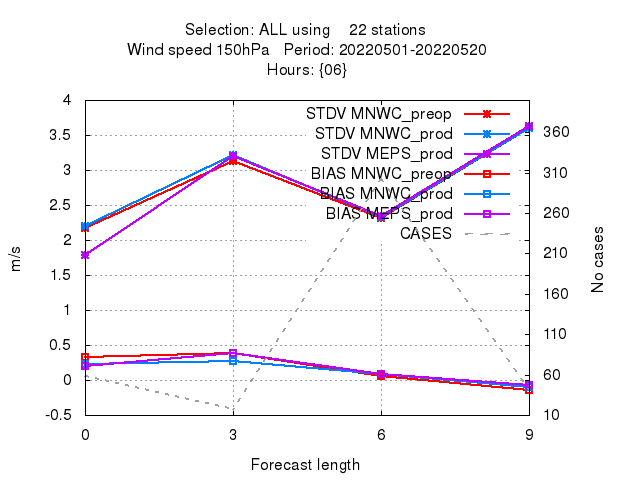 Selection: ALL using 22 stations
Wind speed 150hPa Period: 20220501-20220520
Hours: {06}
STDV MNWC_preop
STDV MNWC_prod
STDV MEPS_prod
BIAS MNWC_preop
BIAS MNWC_prod
BIAS MEPS_prod
CASES
4
3.5
3
2.5
2
1.5
1
0.5
0
-0.5
m/s
360
310
260
210
160
110
60
10
No cases
0 3 6 9
Forecast length